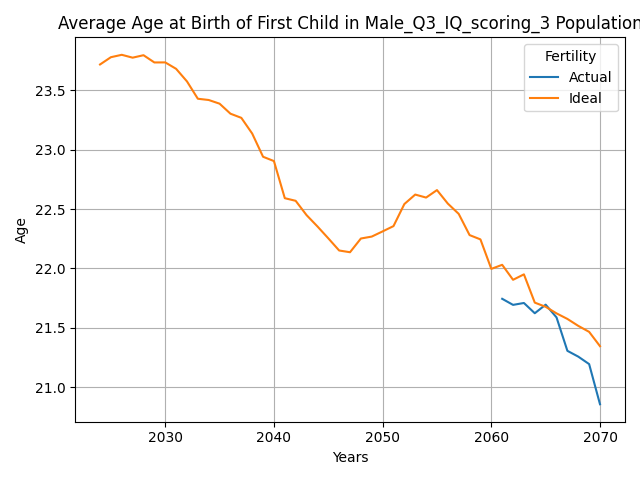 Average Age at Birth of First Child in Male_Q3_IQ_scoring_3 Population
Fertility
Actual
Ideal
23.5
23.0
22.5
22.0
21.5
21.0
Age
2030 2040 2050 2060 2070
Years